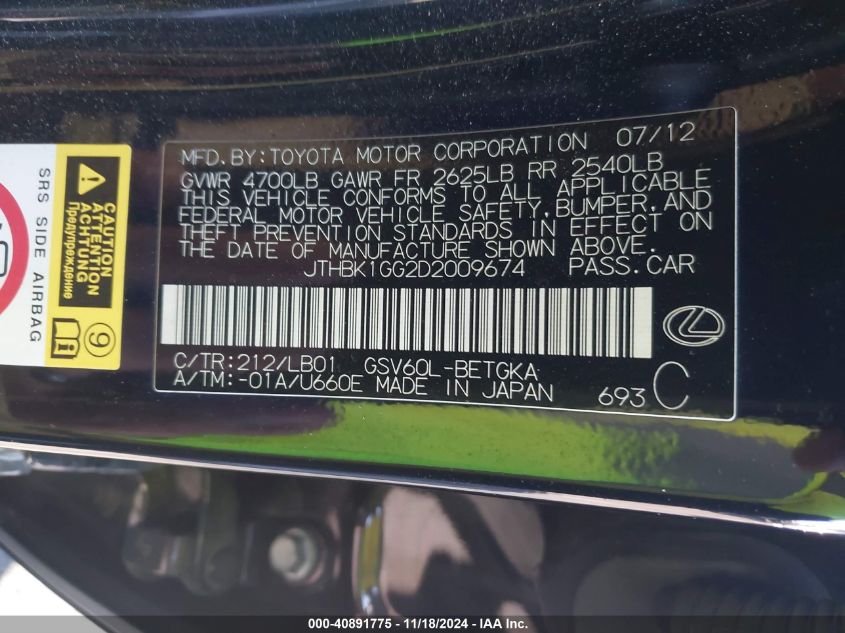 MFD. BY: TOYOTA MOTOR CORPORATION 07/12
GVWR 4700LB GAWR FR 2625LB RR 2540LB
THIS VEHICLE CONFORMS TO ALL APPLICABLE
FEDERAL MOTOR VEHICLE SAFETY, BUMPER, AND
THEFT PREVENTION STANDARDS IN EFFECT ON
THE DATE OF MANUFACTURE SHOWN ABOVE.
JTHBK1GG2D2009674 PASS. CAR
C/TR: 212/LB01 GSV60L-BETGKA
A/TM: -01A/U660E MADE IN JAPAN
693 C
SRS SIDE AIRBAG
CAUTION
ATTENTION
ACHTUNG
Предупреждение
9
000-40891775 - 11/18/2024 - IAA Inc.